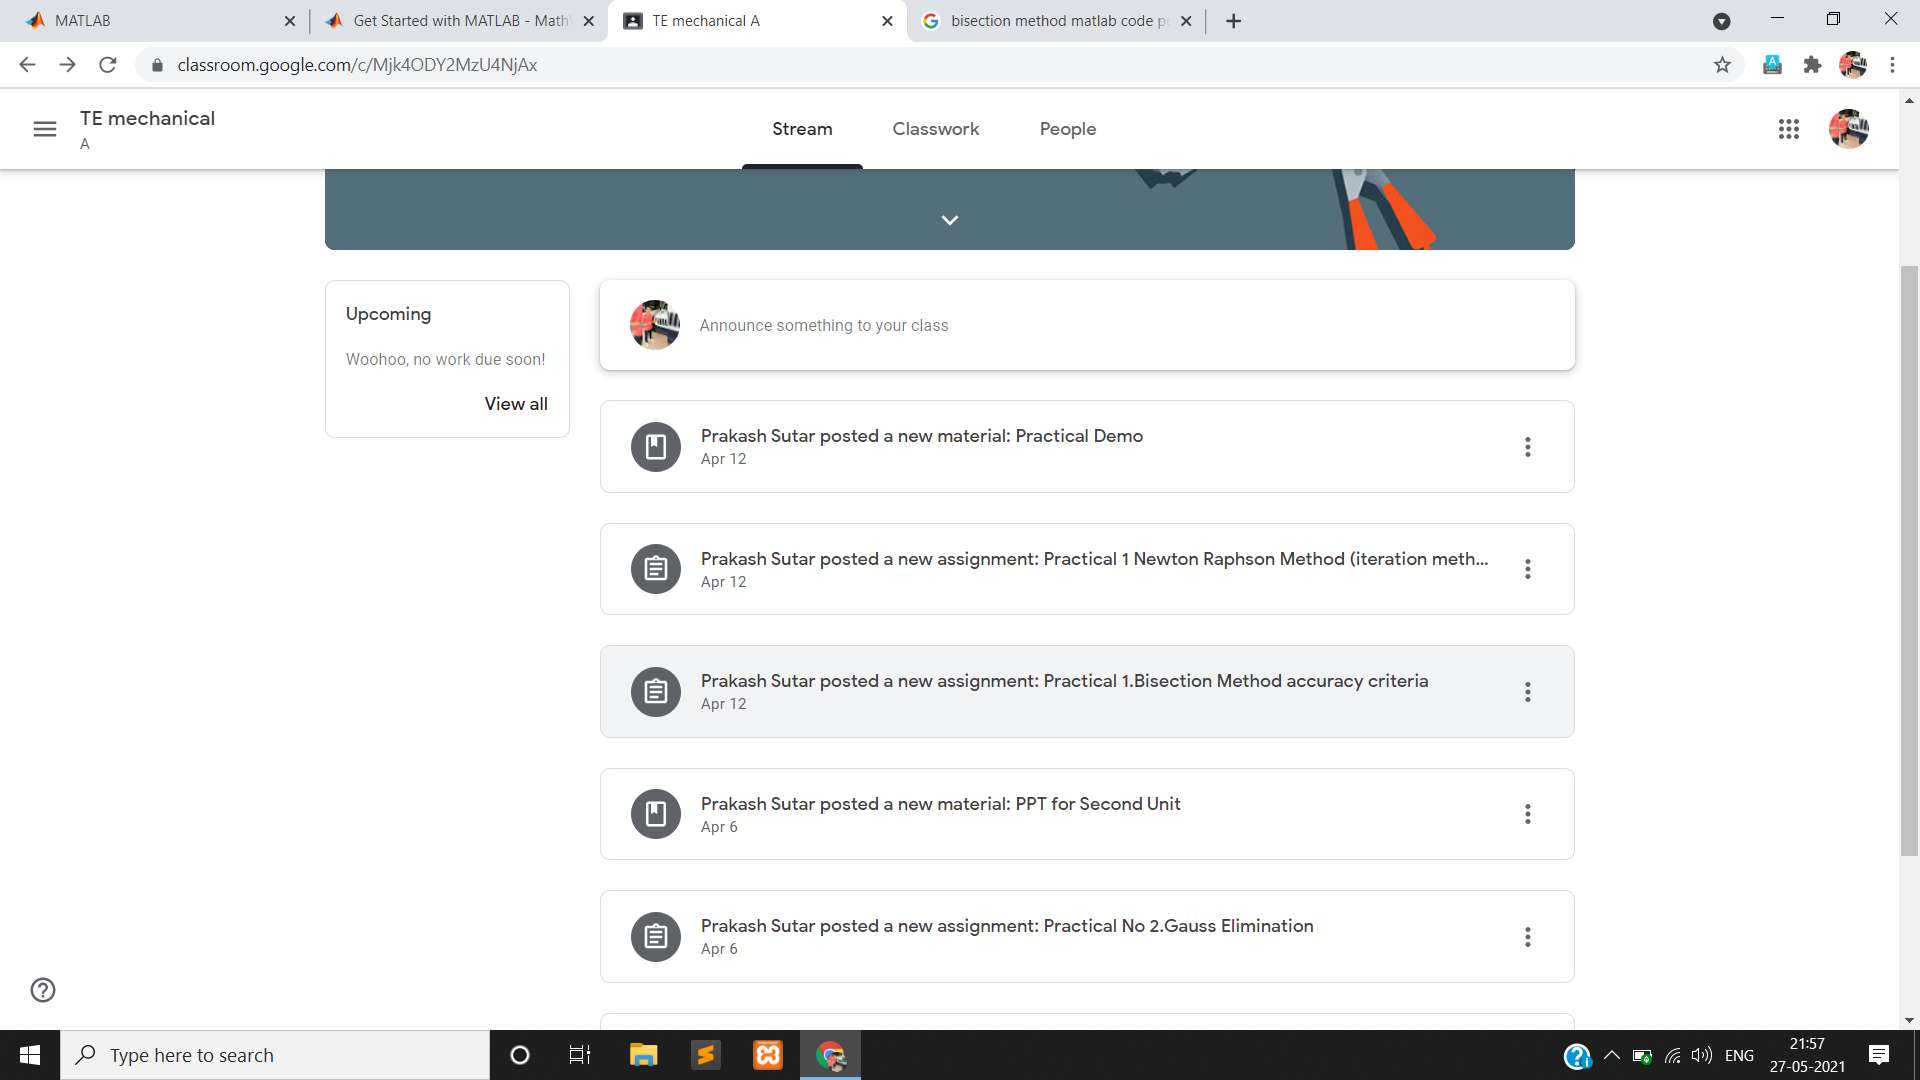 MATLAB
Get Started with MATLAB - Math
TE mechanical A
bisection method matlab code p
classroom.google.com/c/Mjk4ODY2MzU4NjAx
TE mechanical
A
Stream
Classwork
People
Upcoming
Woohoo, no work due soon!
View all
Announce something to your class
Prakash Sutar posted a new material: Practical Demo
Apr 12
Prakash Sutar posted a new assignment: Practical 1 Newton Raphson Method (iteration meth...
Apr 12
Prakash Sutar posted a new assignment: Practical 1.Bisection Method accuracy criteria
Apr 12
Prakash Sutar posted a new material: PPT for Second Unit
Apr 6
Prakash Sutar posted a new assignment: Practical No 2.Gauss Elimination
Apr 6
Type here to search
ENG
21:57
27-05-2021